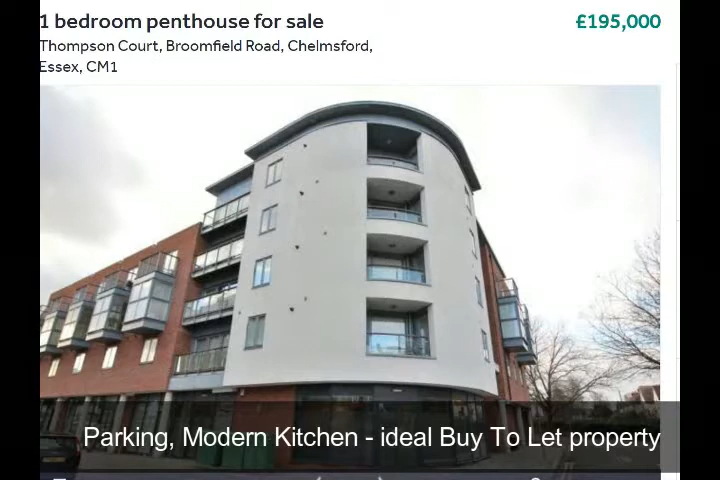 1 bedroom penthouse for sale £195,000
Thompson Court, Broomfield Road, Chelmsford,
Essex, CM1
Parking, Modern Kitchen - ideal Buy To Let property